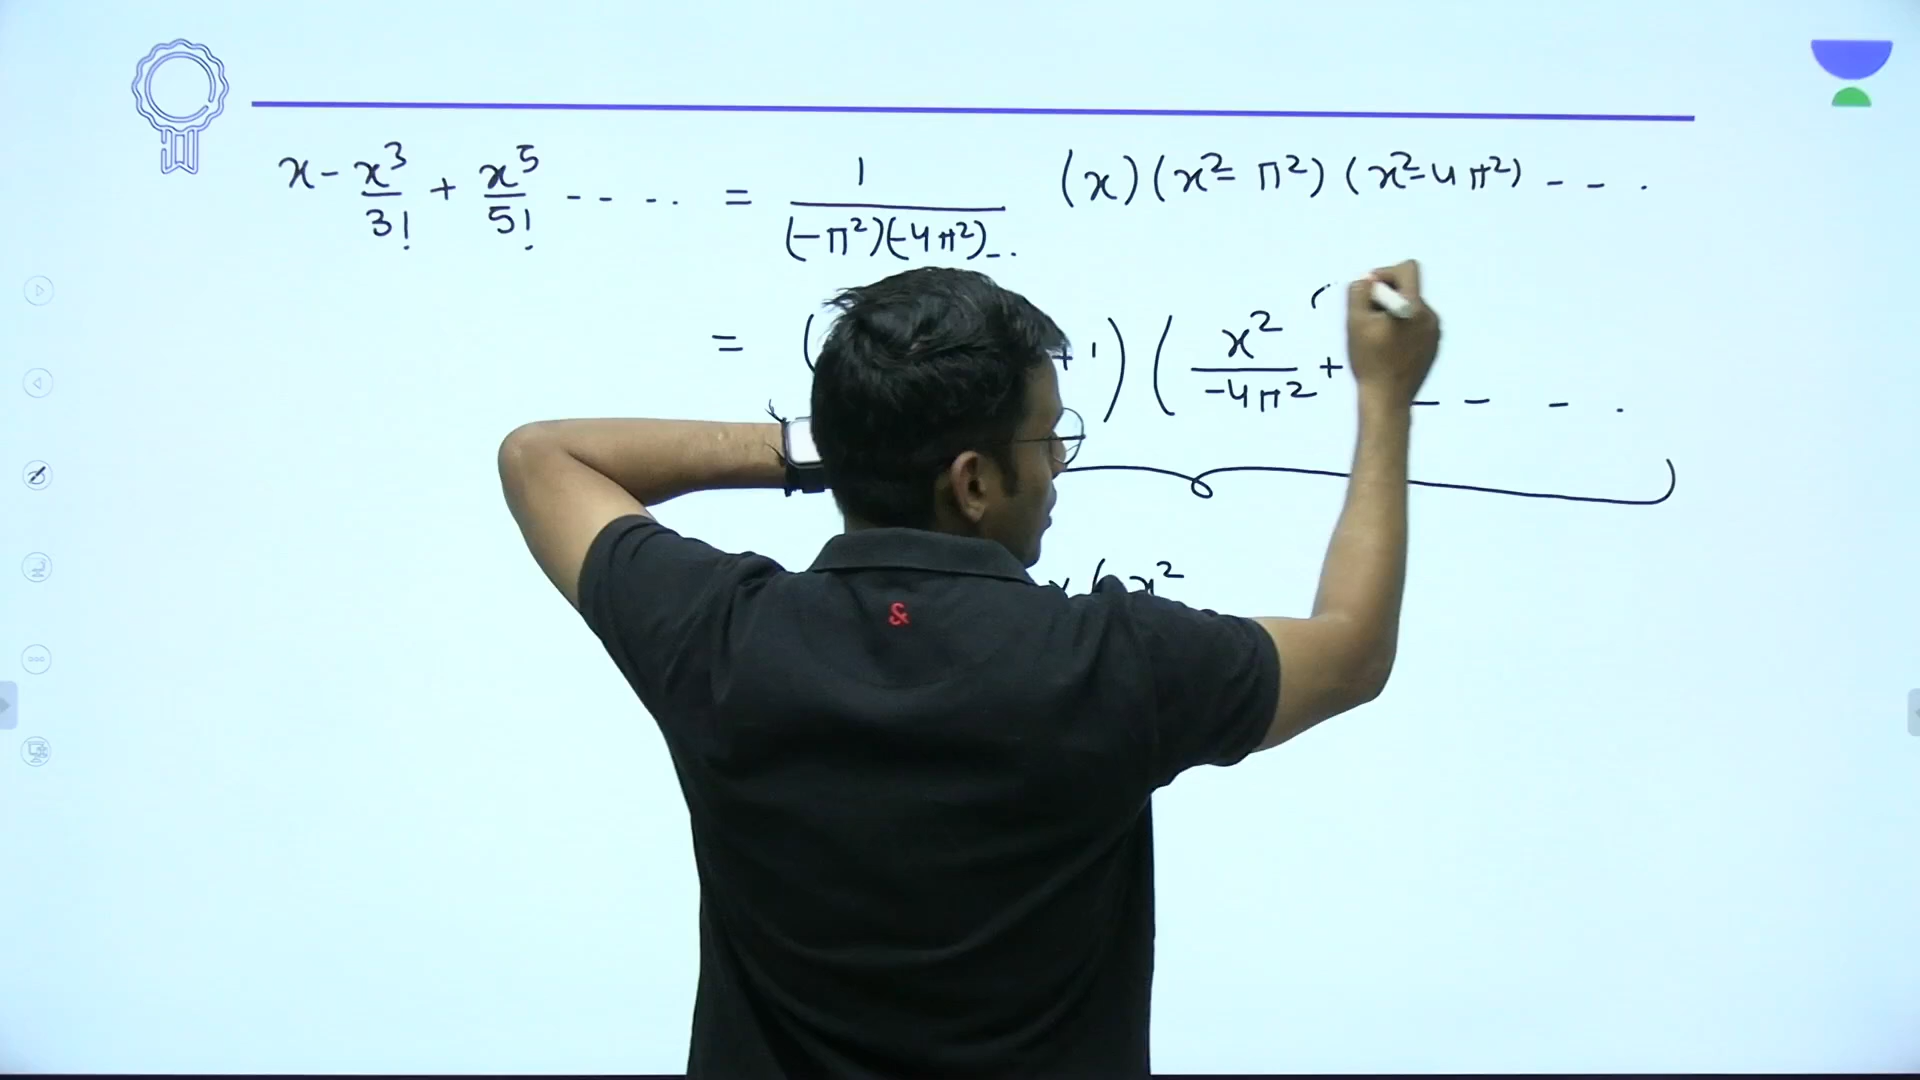 x - x³/3! + x⁵/5! - - - - . . = 1/((-π²)(-4π²)- .) (x)(x² - π²)(x² - 4π²) - - .
= ( + 1)(x²/-4π² + - - - .
x²